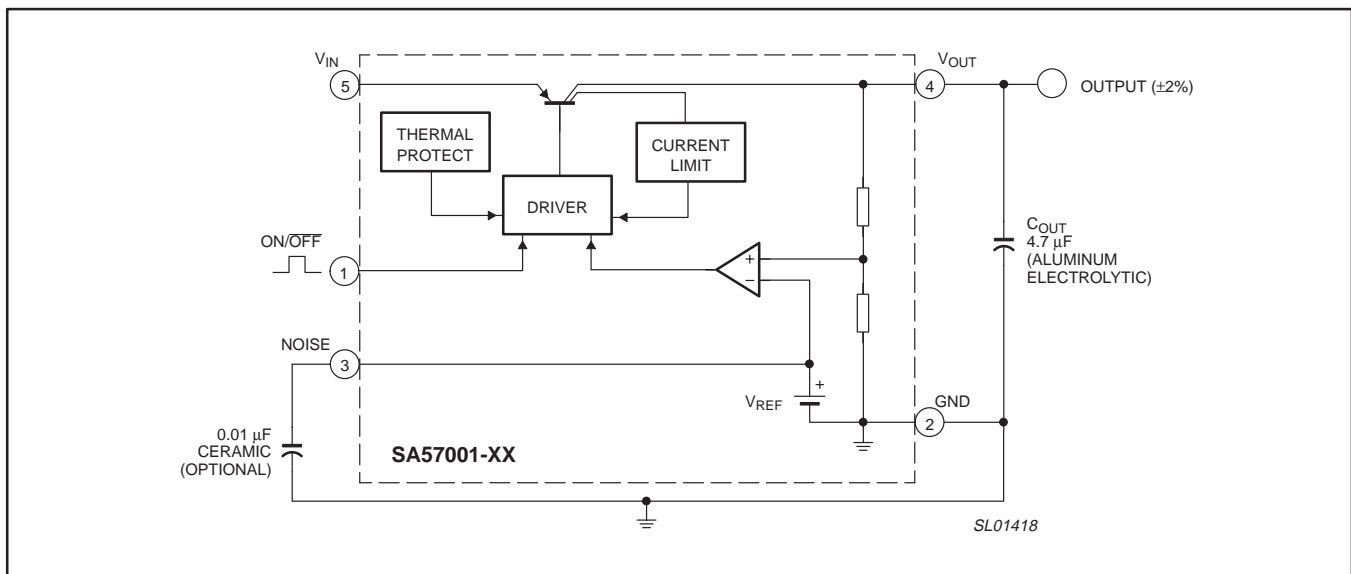 V_IN
5
V_OUT
4
OUTPUT (±2%)
THERMAL
PROTECT
CURRENT
LIMIT
DRIVER
ON/OFF
1
+
−
C_OUT
4.7 μF
(ALUMINUM
ELECTROLYTIC)
NOISE
3
V_REF
+
GND
2
0.01 μF
CERAMIC
(OPTIONAL)
SA57001-XX
SL01418